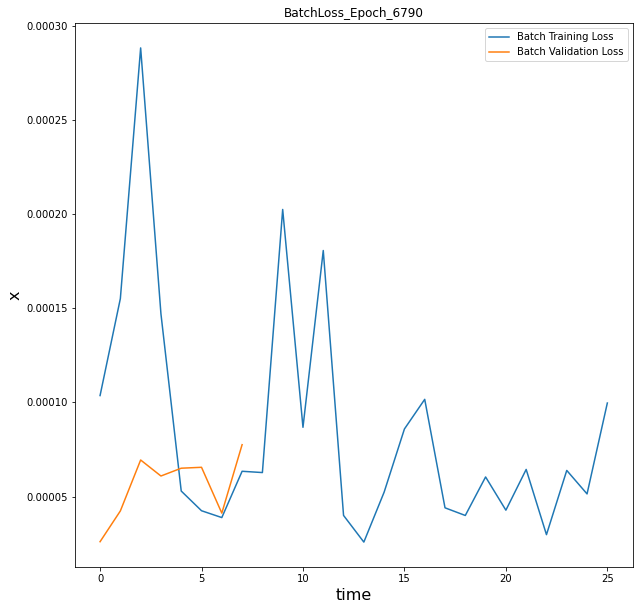 BatchLoss_Epoch_6790
Batch Training Loss
Batch Validation Loss
0.00030
0.00025
0.00020
0.00015
0.00010
0.00005
x
0 5 10 15 20 25
time